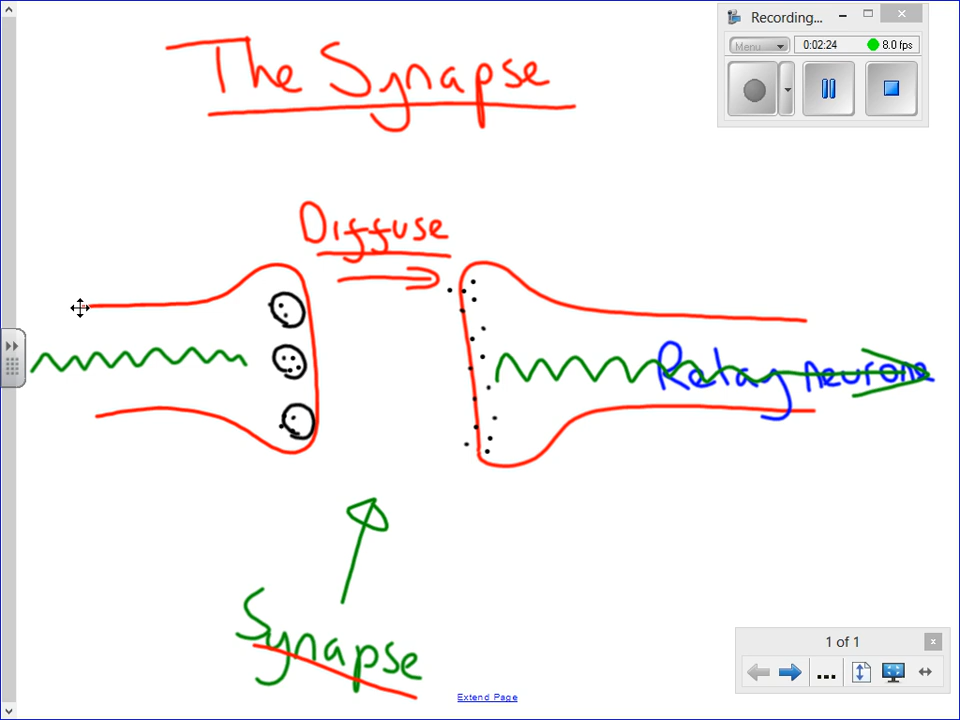 Recording...
Menu
0:02:24
8.0 fps
The Synapse
Diffuse
Relay neurone
Synapse
1 of 1
...
Extend Page